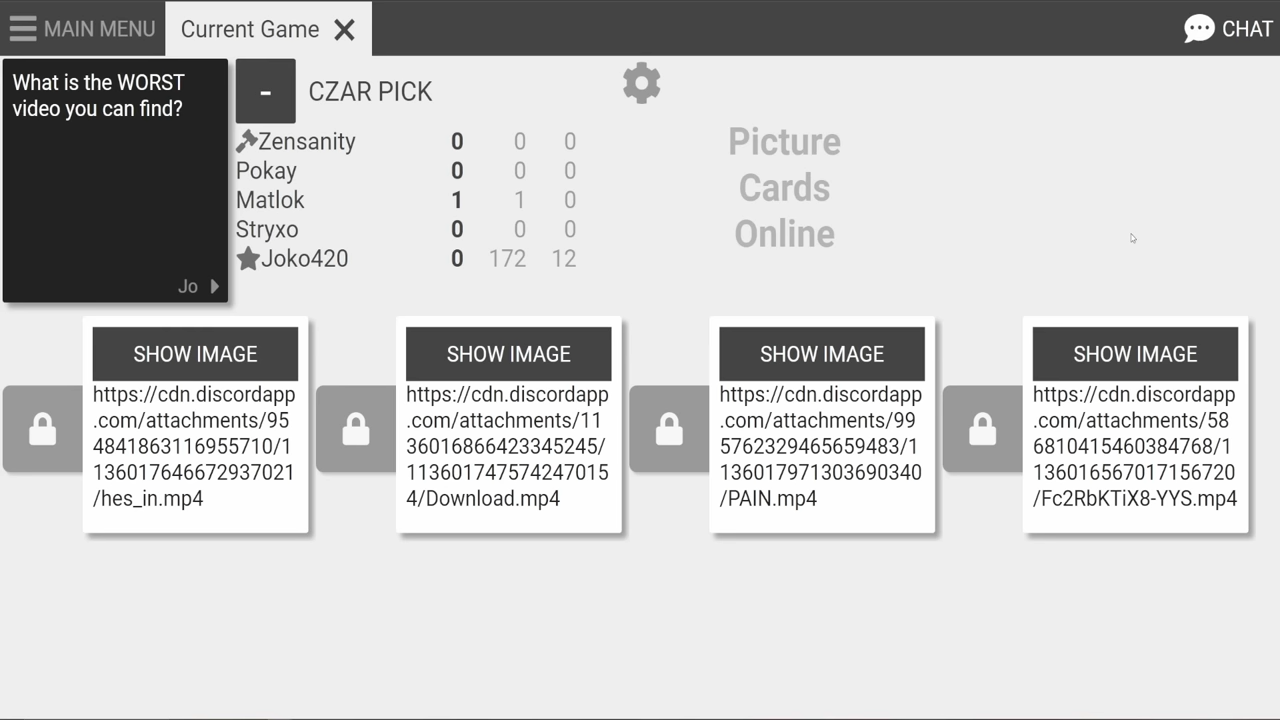 MAIN MENU
Current Game
CHAT
What is the WORST
video you can find?
Jo
-
CZAR PICK
Zensanity 0 0 0
Pokay 0 0 0
Matlok 1 1 0
Stryxo 0 0 0
Joko420 0 172 12
Picture
Cards
Online
SHOW IMAGE
https://cdn.discordapp
.com/attachments/95
4841863116955710/1
136017646672937021
/hes_in.mp4
SHOW IMAGE
https://cdn.discordapp
.com/attachments/11
36016866423345245/
113601747574247015
4/Download.mp4
SHOW IMAGE
https://cdn.discordapp
.com/attachments/99
5762329465659483/1
136017971303690340
/PAIN.mp4
SHOW IMAGE
https://cdn.discordapp
.com/attachments/58
6810415460384768/1
136016567017156720
/Fc2RbKTiX8-YYS.mp4